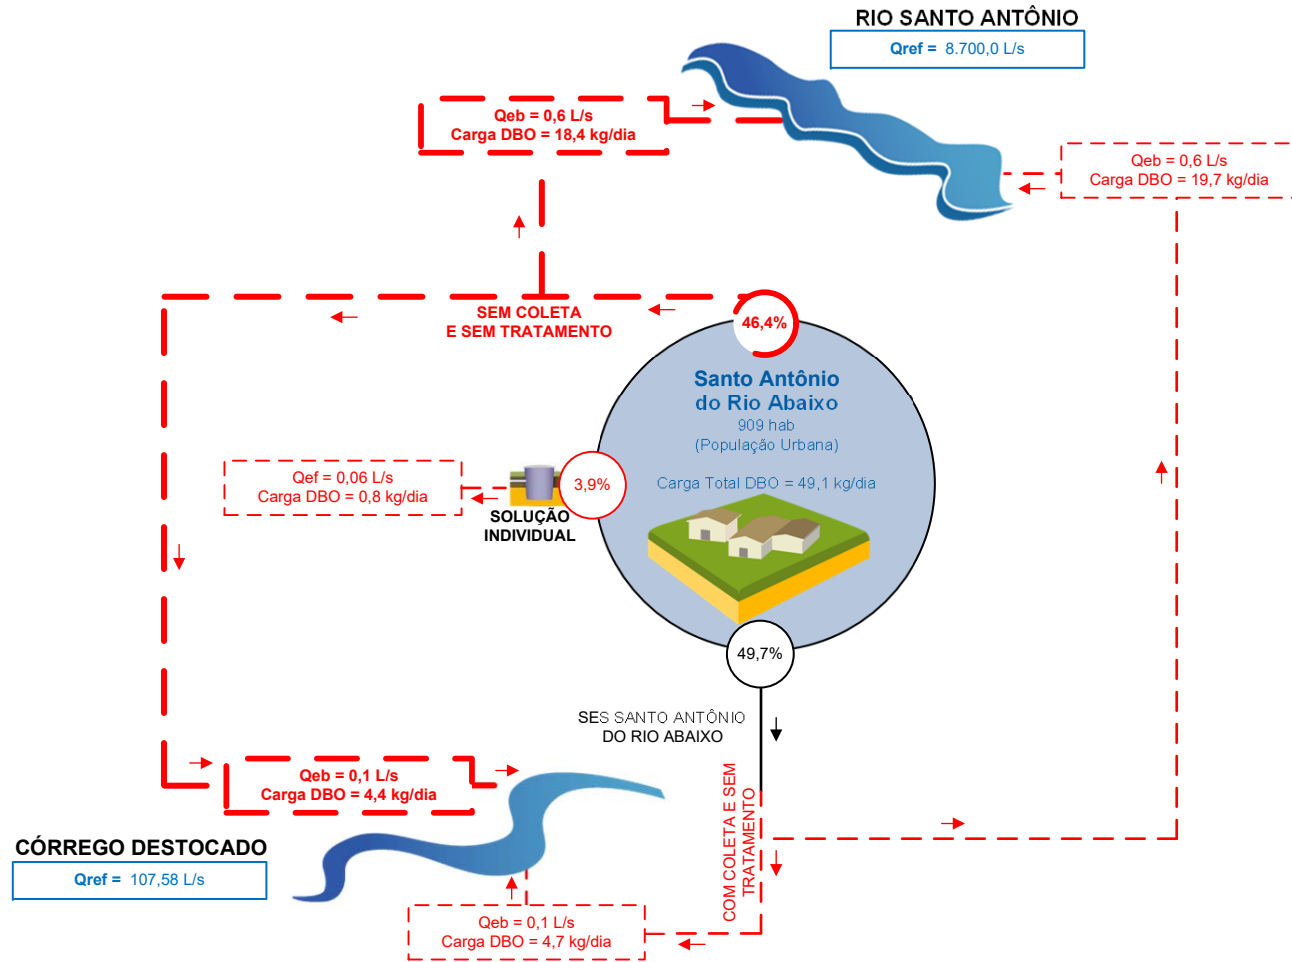 RIO SANTO ANTÔNIO
Qref = 8.700,0 L/s
Qeb = 0,6 L/s
Carga DBO = 18,4 kg/dia
Qeb = 0,6 L/s
Carga DBO = 19,7 kg/dia
SEM COLETA
E SEM TRATAMENTO
46,4%
Santo Antônio
do Rio Abaixo
909 hab
(População Urbana)
Carga Total DBO = 49,1 kg/dia
Qef = 0,06 L/s
Carga DBO = 0,8 kg/dia
3,9%
SOLUÇÃO
INDIVIDUAL
49,7%
SES SANTO ANTÔNIO
DO RIO ABAIXO
COM COLETA E SEM
TRATAMENTO
Qeb = 0,1 L/s
Carga DBO = 4,4 kg/dia
CÓRREGO DESTOCADO
Qref = 107,58 L/s
Qeb = 0,1 L/s
Carga DBO = 4,7 kg/dia